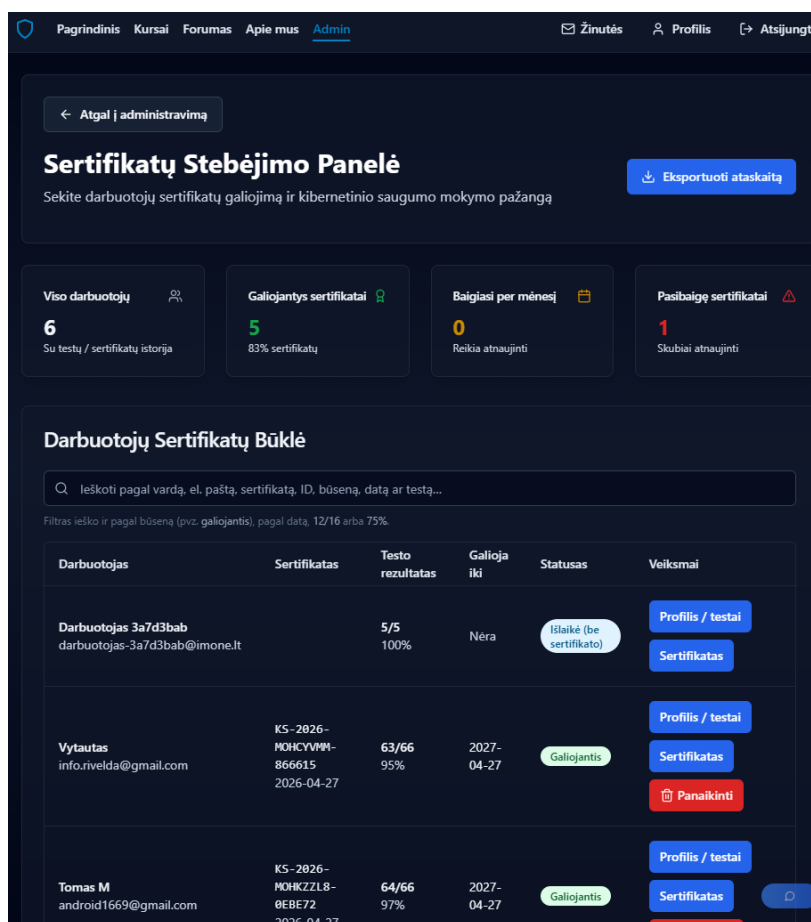 Pagrindinis Kursai Forumas Apie mus Admin Žinutės Profilis Atsijungt
Atgal į administravimą
Sertifikatų Stebėjimo Panelė
Sekite darbuotojų sertifikatų galiojimą ir kibernetinio saugumo mokymo pažangą
Eksportuoti ataskaitą
Viso darbuotojų
6
Su testų / sertifikatų istorija
Galiojantys sertifikatai
5
83% sertifikatų
Baigiasi per mėnesį
0
Reikia atnaujinti
Pasibaigę sertifikatai
1
Skubiai atnaujinti
Darbuotojų Sertifikatų Būklė
Ieškoti pagal vardą, el. paštą, sertifikatą, ID, būseną, datą ar testą...
Filtras ieško ir pagal būseną (pvz. galiojantis), pagal datą, 12/16 arba 75%.
Darbuotojas Sertifikatas Testo rezultatas Galioja iki Statusas Veiksmai
Darbuotojas 3a7d3bab
darbuotojas-3a7d3bab@imone.lt
5/5
100%
Nėra
Išlaikė (be
sertifikato)
Profilis / testai
Sertifikatas
Vytautas
info.rivelda@gmail.com
KS-2026-
MOHCYVMM-
866615
2026-04-27
63/66
95%
2027-
04-27
Galiojantis
Profilis / testai
Sertifikatas
Panaikinti
Tomas M
android1669@gmail.com
KS-2026-
MOHKZZL8-
0EBE72
2026-04-27
64/66
97%
2027-
04-27
Galiojantis
Profilis / testai
Sertifikatas